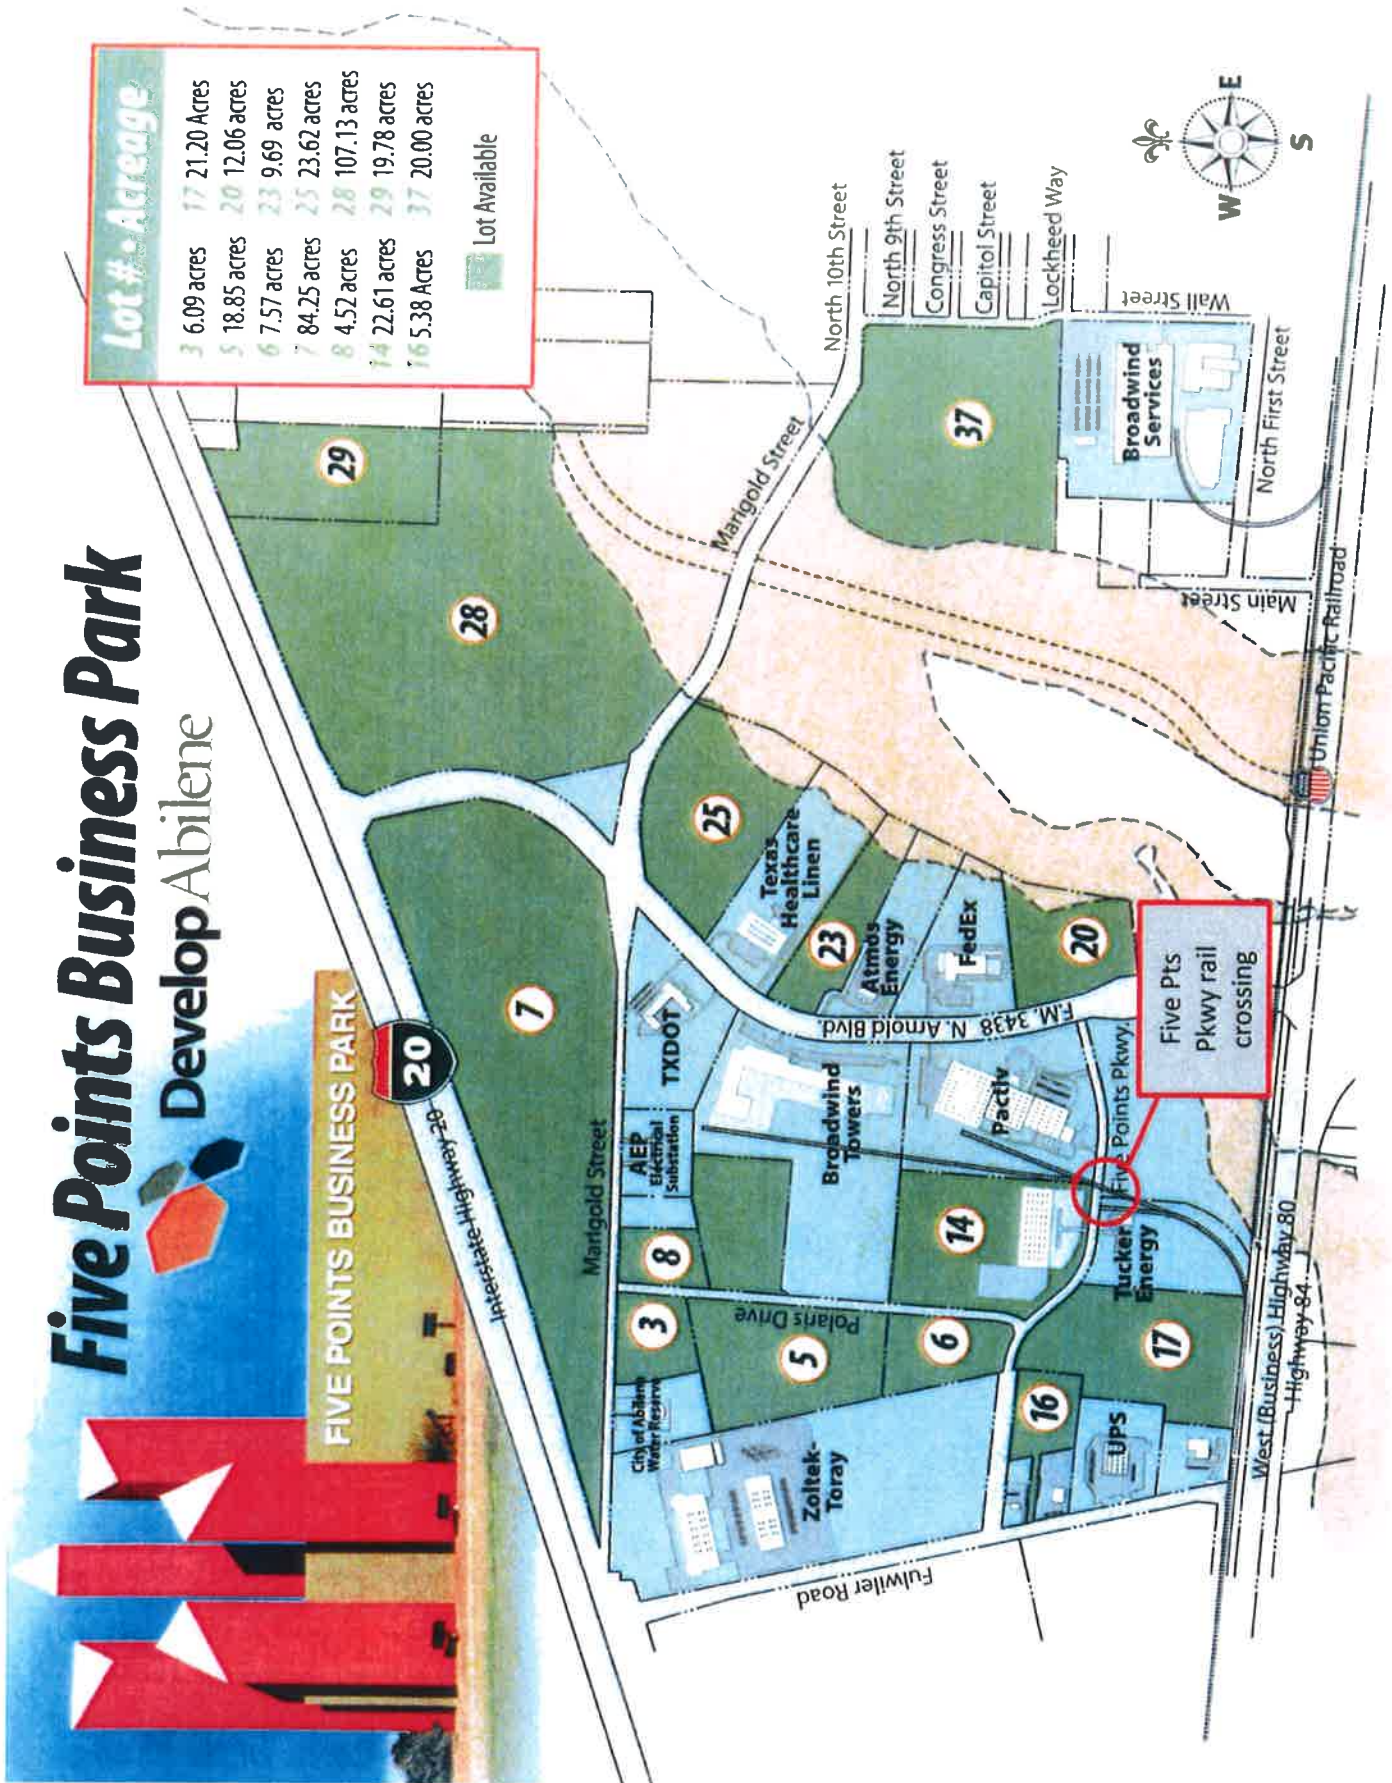 Five Points Business Park
Develop Abilene
FIVE POINTS BUSINESS PARK
Lot # • Acreage
3 6.09 acres 17 21.20 Acres
5 18.85 acres 20 12.06 acres
6 7.57 acres 23 9.69 acres
7 84.25 acres 25 23.62 acres
8 4.52 acres 28 107.13 acres
14 22.61 acres 29 19.78 acres
16 5.38 Acres 37 20.00 acres
Lot Available
Interstate Highway 20
20
29
28
7
Marigold Street
Marigold Street
North 10th Street
North 9th Street
Congress Street
Capitol Street
Lockheed Way
Wall Street
W
E
S
37
Broadwind
Services
North First Street
Main Street
Union Pacific Railroad
25
Texas
Healthcare
Linen
23
Atmos
Energy
FedEx
20
F.M. 3438 N. Arnold Blvd.
TXDOT
AEP
Electrical
Substation
Broadwind
Towers
Pactiv
Five Points Pkwy.
Five Pts
Pkwy rail
crossing
8
14
Tucker
Energy
3
Polaris Drive
5
6
17
16
City of Abilene
Water Reserve
Zoltek-
Toray
UPS
Fulwiler Road
West (Business) Highway 80
Highway 84